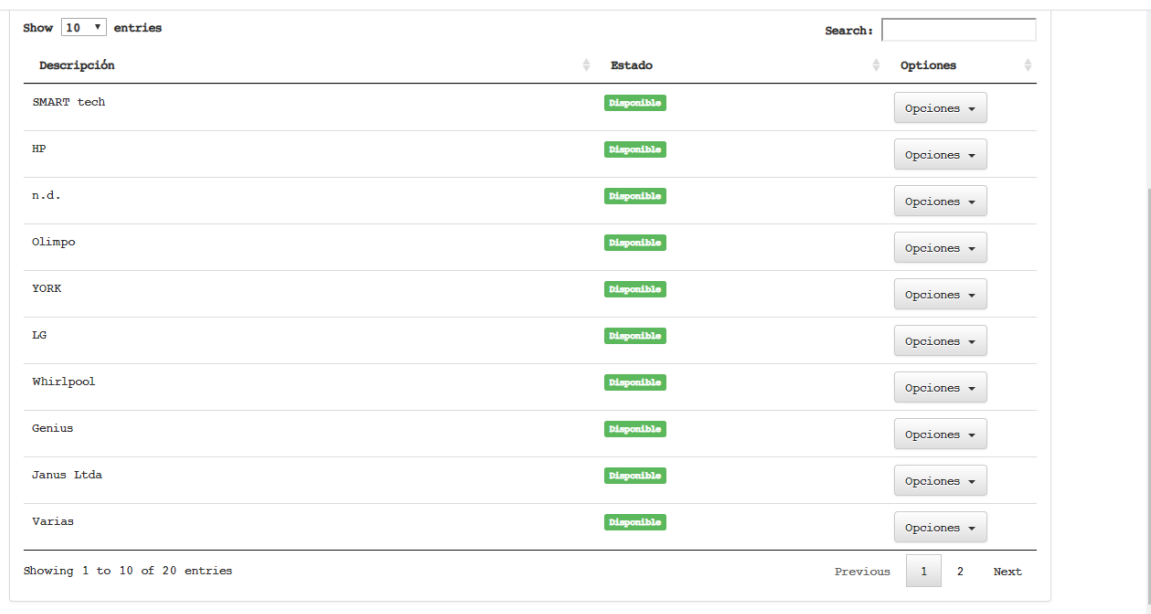 Show 10 entries Search:
Descripción Estado Optiones
SMART tech Disponible Opciones
HP Disponible Opciones
n.d. Disponible Opciones
Olimpo Disponible Opciones
YORK Disponible Opciones
LG Disponible Opciones
Whirlpool Disponible Opciones
Genius Disponible Opciones
Janus Ltda Disponible Opciones
Varias Disponible Opciones
Showing 1 to 10 of 20 entries Previous 1 2 Next